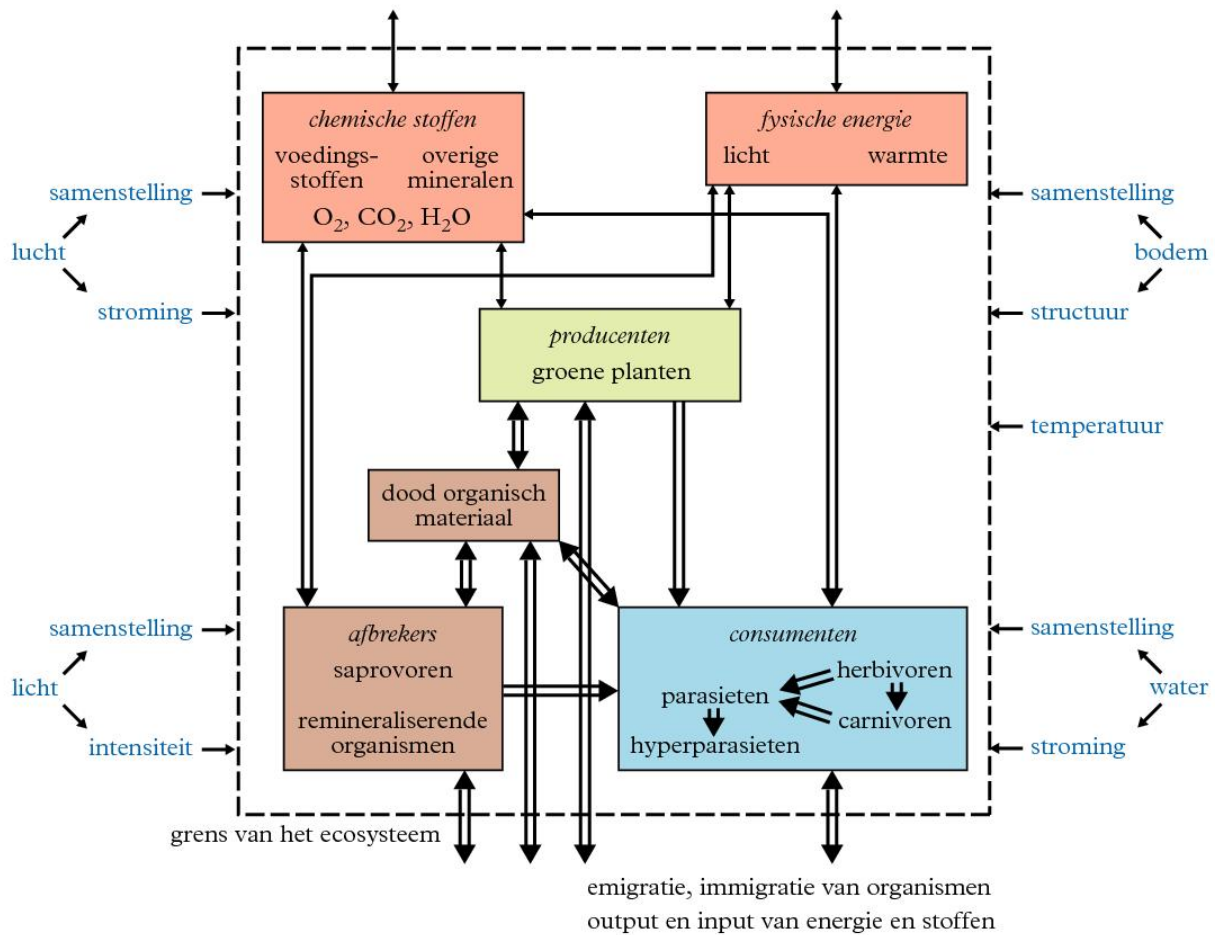 chemische stoffen
voedings-
stoffen
overige
mineralen
O₂, CO₂, H₂O
fysische energie
licht warmte
samenstelling
lucht
stroming
samenstelling
bodem
structuur
producenten
groene planten
temperatuur
dood organisch
materiaal
afbrekers
saprovoren
remineraliserende
organismen
consumenten
herbivoren
parasieten
carnivoren
hyperparasieten
samenstelling
licht
intensiteit
samenstelling
water
stroming
grens van het ecosysteem
emigratie, immigratie van organismen
output en input van energie en stoffen